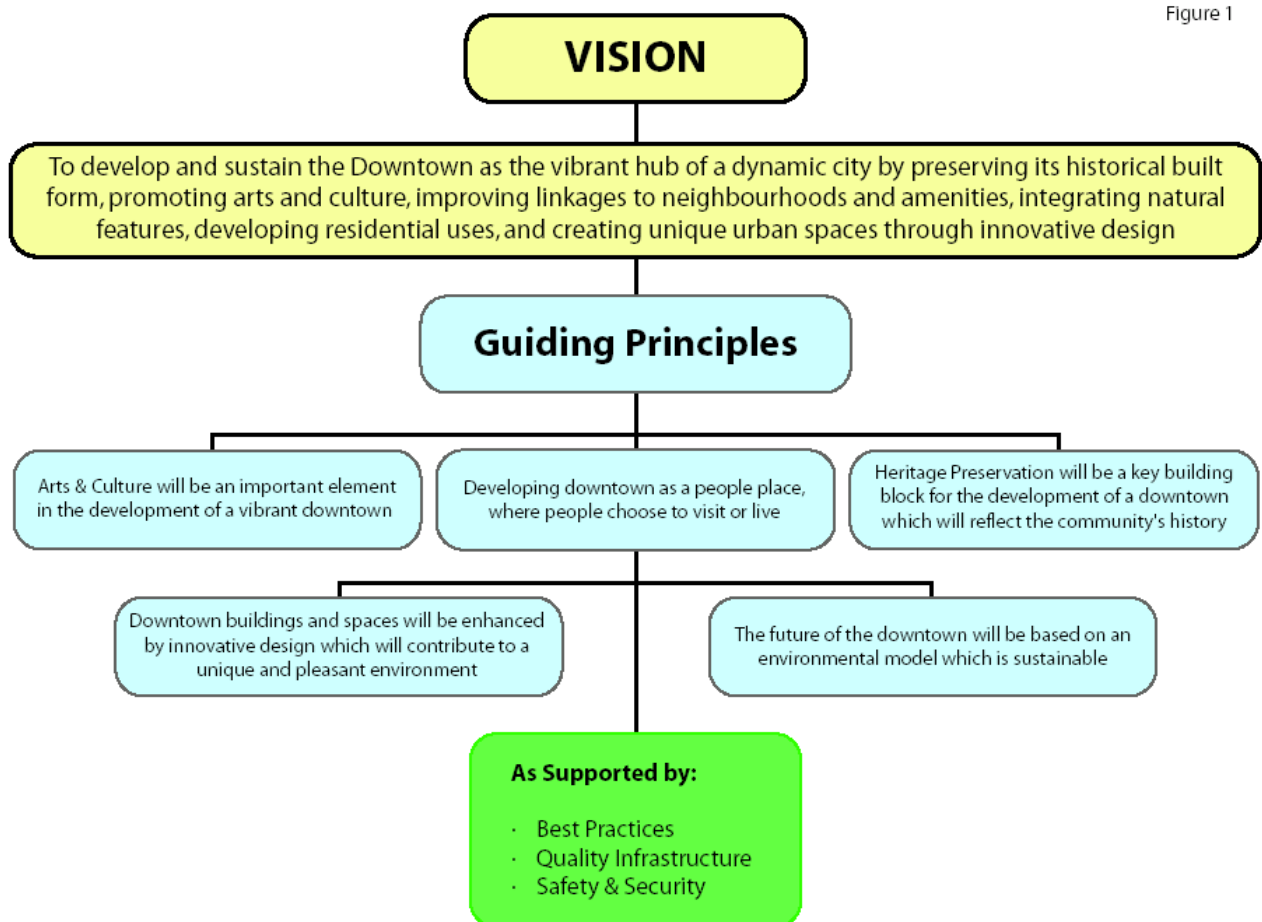 Figure 1
VISION
To develop and sustain the Downtown as the vibrant hub of a dynamic city by preserving its historical built
form, promoting arts and culture, improving linkages to neighbourhoods and amenities, integrating natural
features, developing residential uses, and creating unique urban spaces through innovative design
Guiding Principles
Arts & Culture will be an important element
in the development of a vibrant downtown
Developing downtown as a people place,
where people choose to visit or live
Heritage Preservation will be a key building
block for the development of a downtown
which will reflect the community's history
Downtown buildings and spaces will be enhanced
by innovative design which will contribute to a
unique and pleasant environment
The future of the downtown will be based on an
environmental model which is sustainable
As Supported by:
· Best Practices
· Quality Infrastructure
· Safety & Security